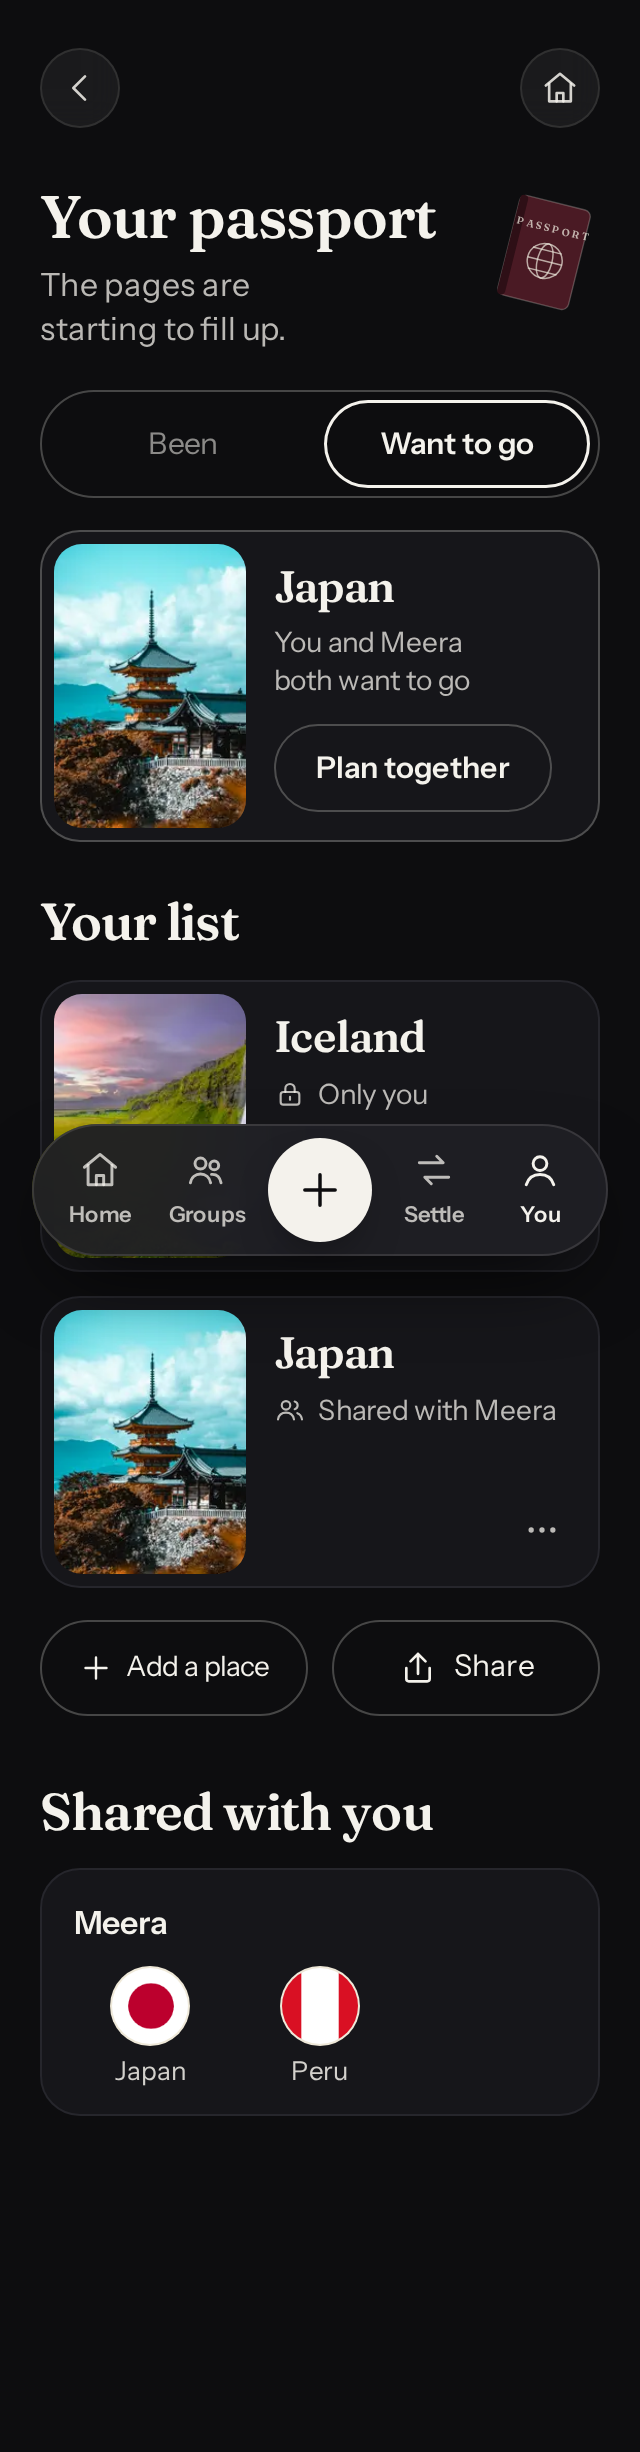 Your passport
PASSPORT
The pages are
starting to fill up.
Been
Want to go
Japan
You and Meera
both want to go
Plan together
Your list
Iceland
Only you
Home
Groups
Settle
You
Japan
Shared with Meera
Add a place
Share
Shared with you
Meera
Japan
Peru